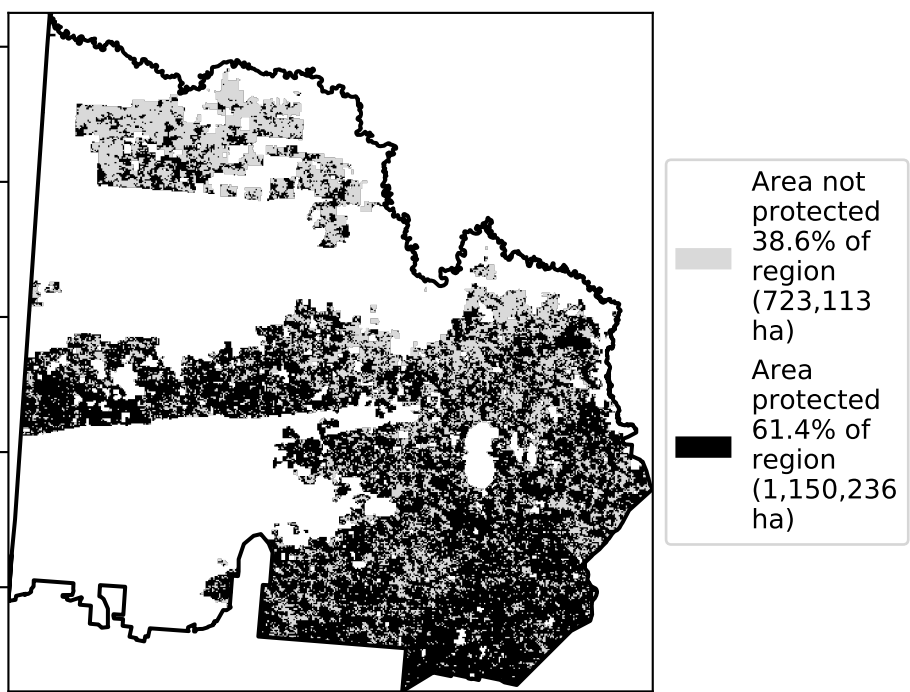 Area not
protected
38.6% of
region
(723,113
ha)
Area
protected
61.4% of
region
(1,150,236
ha)